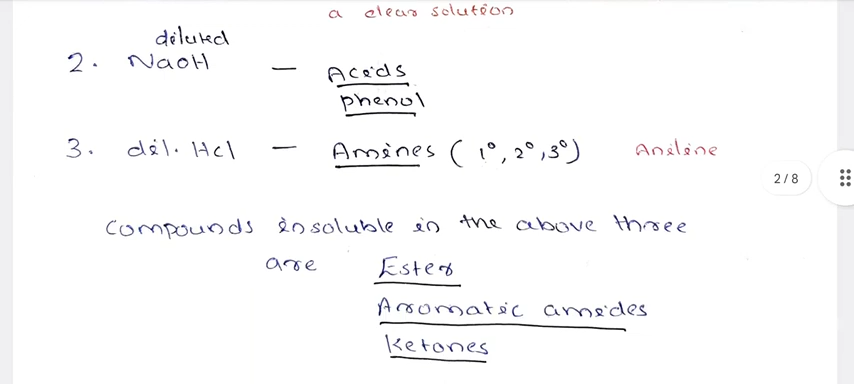 a clear solution
diluted
2. NaOH — Acids
phenol
3. dil. Hcl — Amines (1°, 2°, 3°) Aniline
2/8
Compounds insoluble in the above three
are Ester
Aromatic amides
Ketones